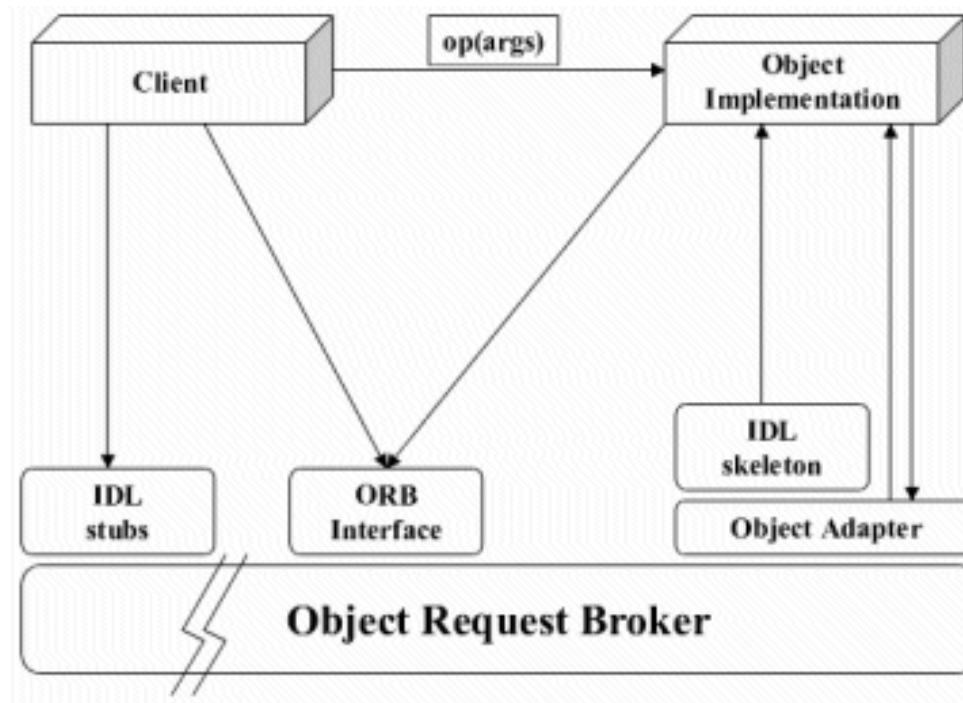 op(args)
Client
Object
Implementation
IDL
skeleton
IDL
stubs
ORB
Interface
Object Adapter
Object Request Broker